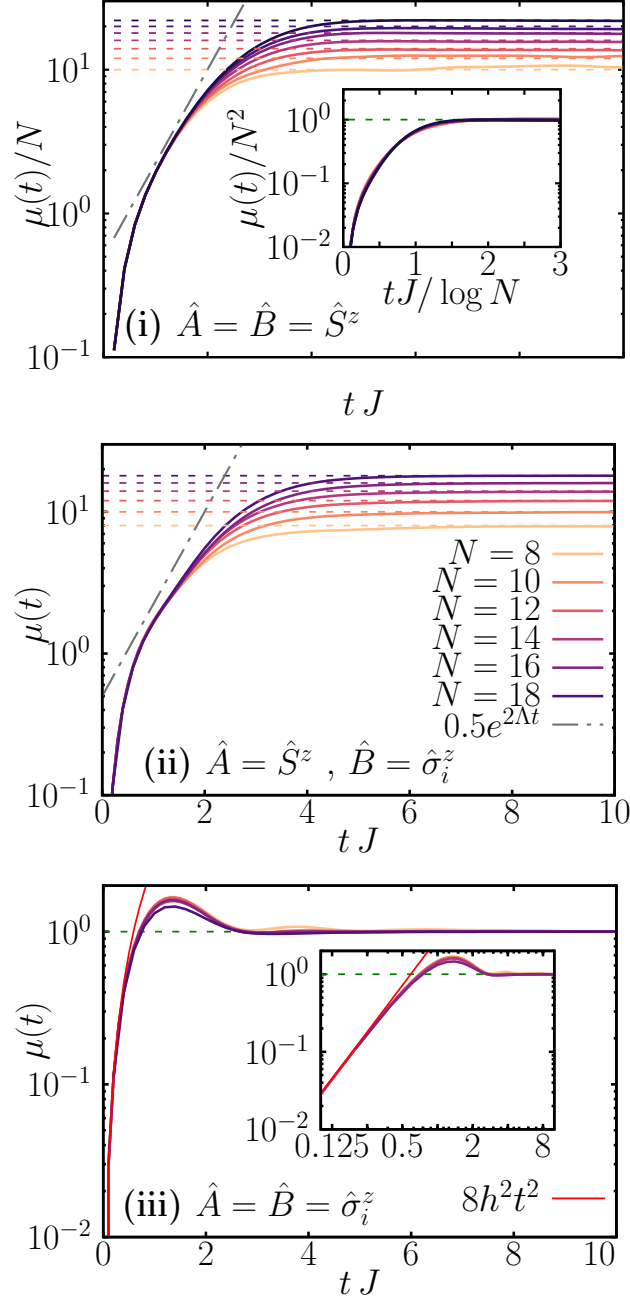 μ(t)/N
10^1
10^0
10^-1
μ(t)/N^2
10^0
10^-1
10^-2
0 1 2 3
tJ/ log N
(i) Â = B̂ = Ŝ^z
t J
μ(t)
10^1
10^0
10^-1
N = 8
N = 10
N = 12
N = 14
N = 16
N = 18
0.5e^{2Λt}
(ii) Â = Ŝ^z , B̂ = σ̂_i^z
0 2 4 6 8 10
t J
μ(t)
10^0
10^-1
10^-2
10^0
10^-1
10^-2
0.125 0.5 2 8
(iii) Â = B̂ = σ̂_i^z
8h^2t^2
0 2 4 6 8 10
t J